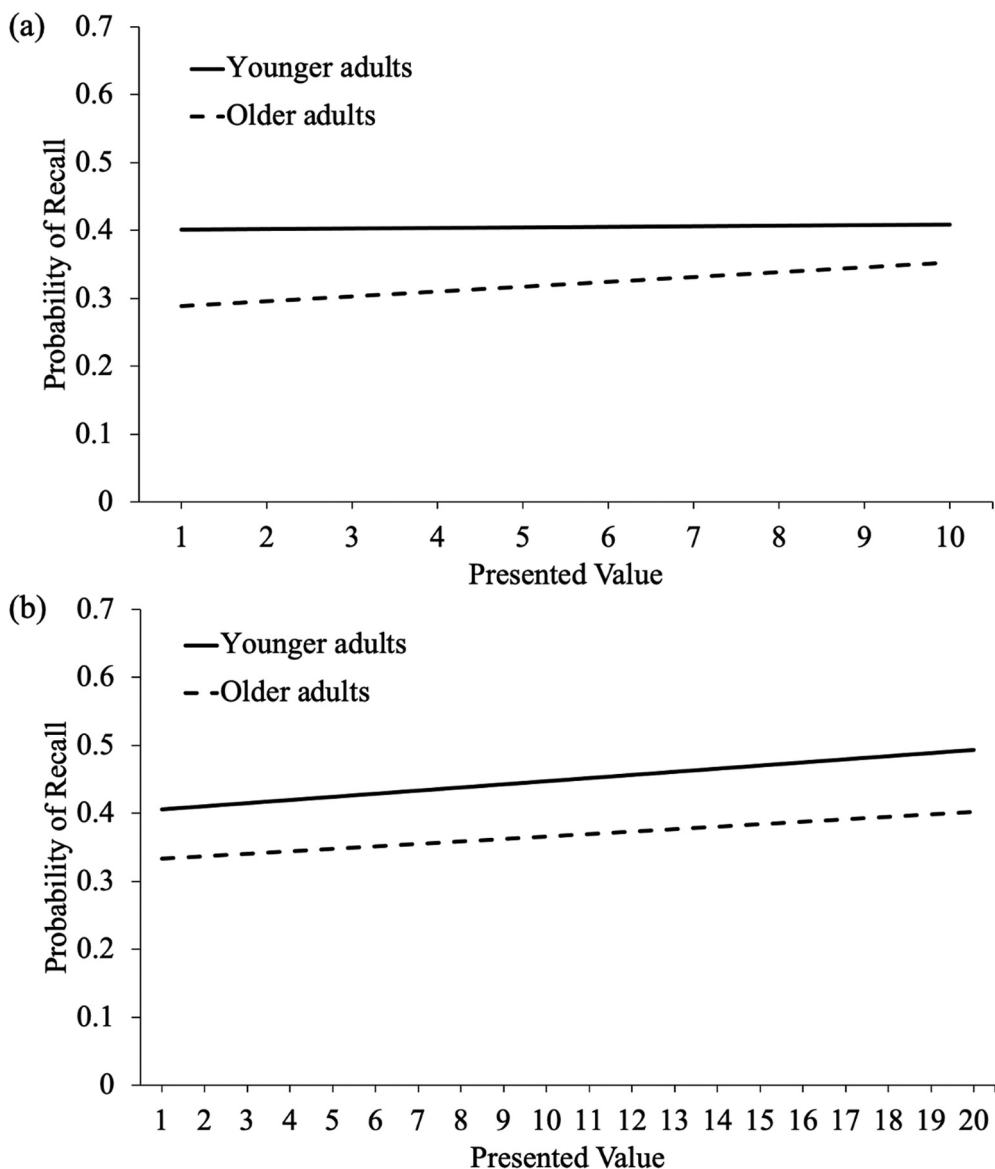 (a)
0.7
0.6
0.5
0.4
0.3
0.2
0.1
0
Probability of Recall
Younger adults
Older adults
1 2 3 4 5 6 7 8 9 10
Presented Value
(b)
0.7
0.6
0.5
0.4
0.3
0.2
0.1
0
Probability of Recall
Younger adults
Older adults
1 2 3 4 5 6 7 8 9 10 11 12 13 14 15 16 17 18 19 20
Presented Value